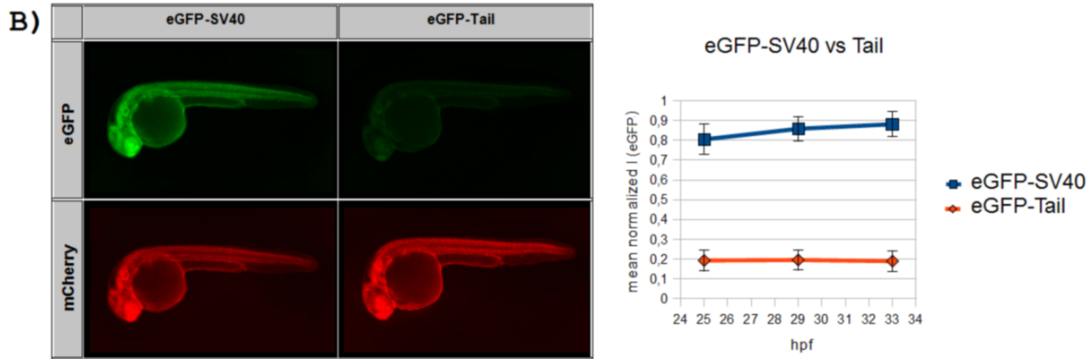 B)
eGFP-SV40
eGFP-Tail
eGFP
mCherry
eGFP-SV40 vs Tail
mean normalized I (eGFP)
1
0,9
0,8
0,7
0,6
0,5
0,4
0,3
0,2
0,1
0
24 25 26 27 28 29 30 31 32 33 34
hpf
eGFP-SV40
eGFP-Tail